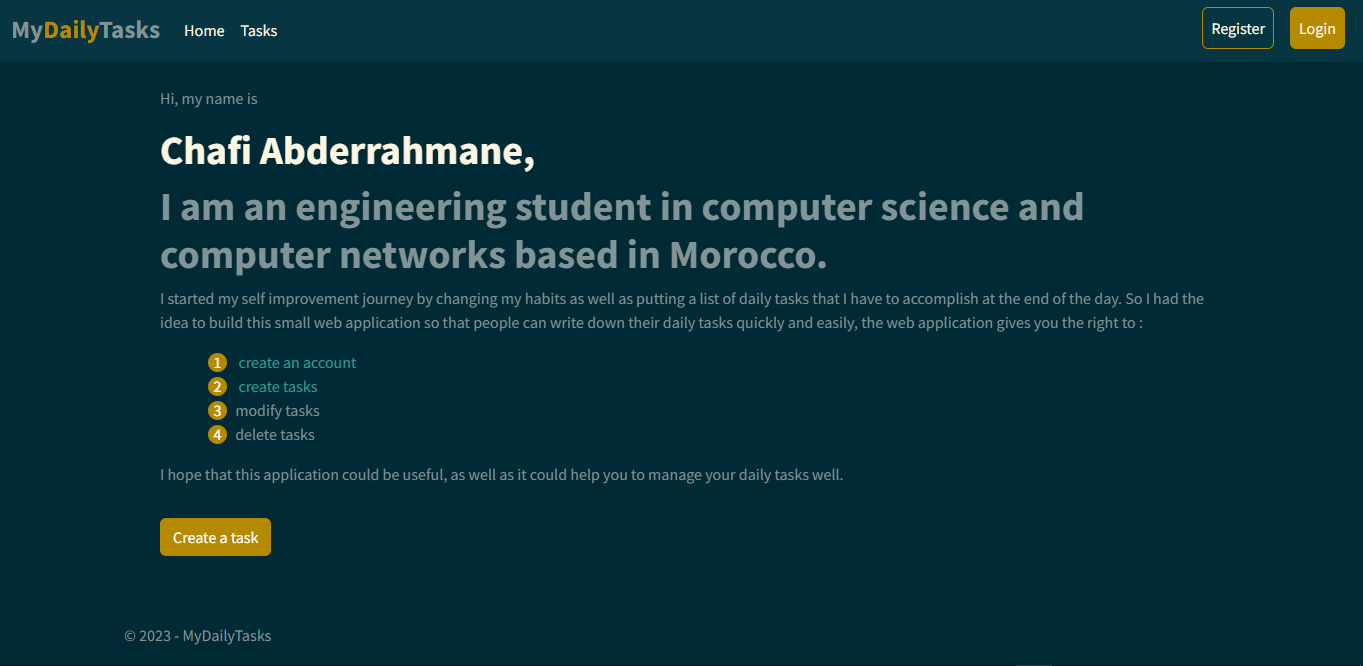 MyDailyTasks Home Tasks Register Login
Hi, my name is
Chafi Abderrahmane,
I am an engineering student in computer science and
computer networks based in Morocco.
I started my self improvement journey by changing my habits as well as putting a list of daily tasks that I have to accomplish at the end of the day. So I had the
idea to build this small web application so that people can write down their daily tasks quickly and easily, the web application gives you the right to :
1 create an account
2 create tasks
3 modify tasks
4 delete tasks
I hope that this application could be useful, as well as it could help you to manage your daily tasks well.
Create a task
© 2023 - MyDailyTasks